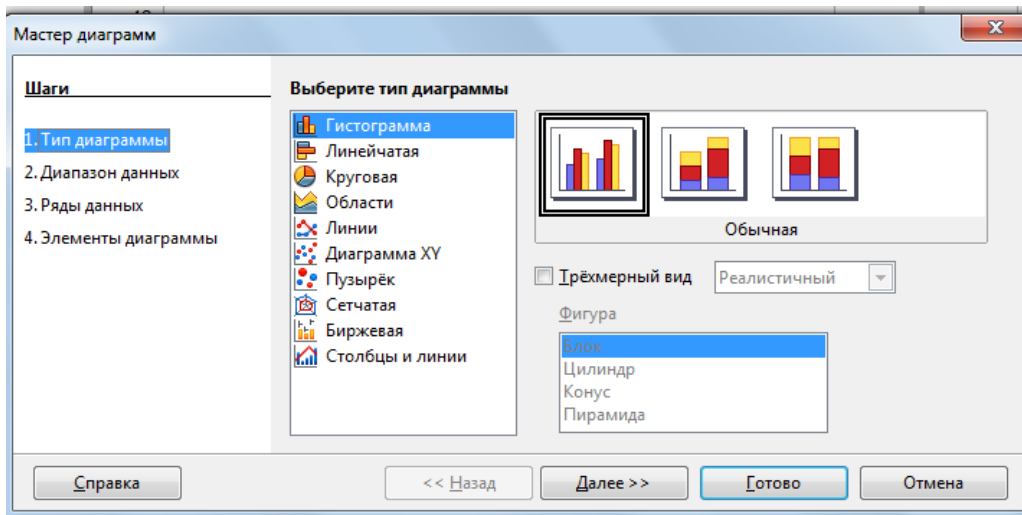 Мастер диаграмм
Шаги
1. Тип диаграммы
2. Диапазон данных
3. Ряды данных
4. Элементы диаграммы
Выберите тип диаграммы
Гистограмма
Линейчатая
Круговая
Области
Линии
Диаграмма XY
Пузырёк
Сетчатая
Биржевая
Столбцы и линии
Обычная
Трёхмерный вид
Реалистичный
Фигура
Блок
Цилиндр
Конус
Пирамида
Справка
<< Назад
Далее >>
Готово
Отмена